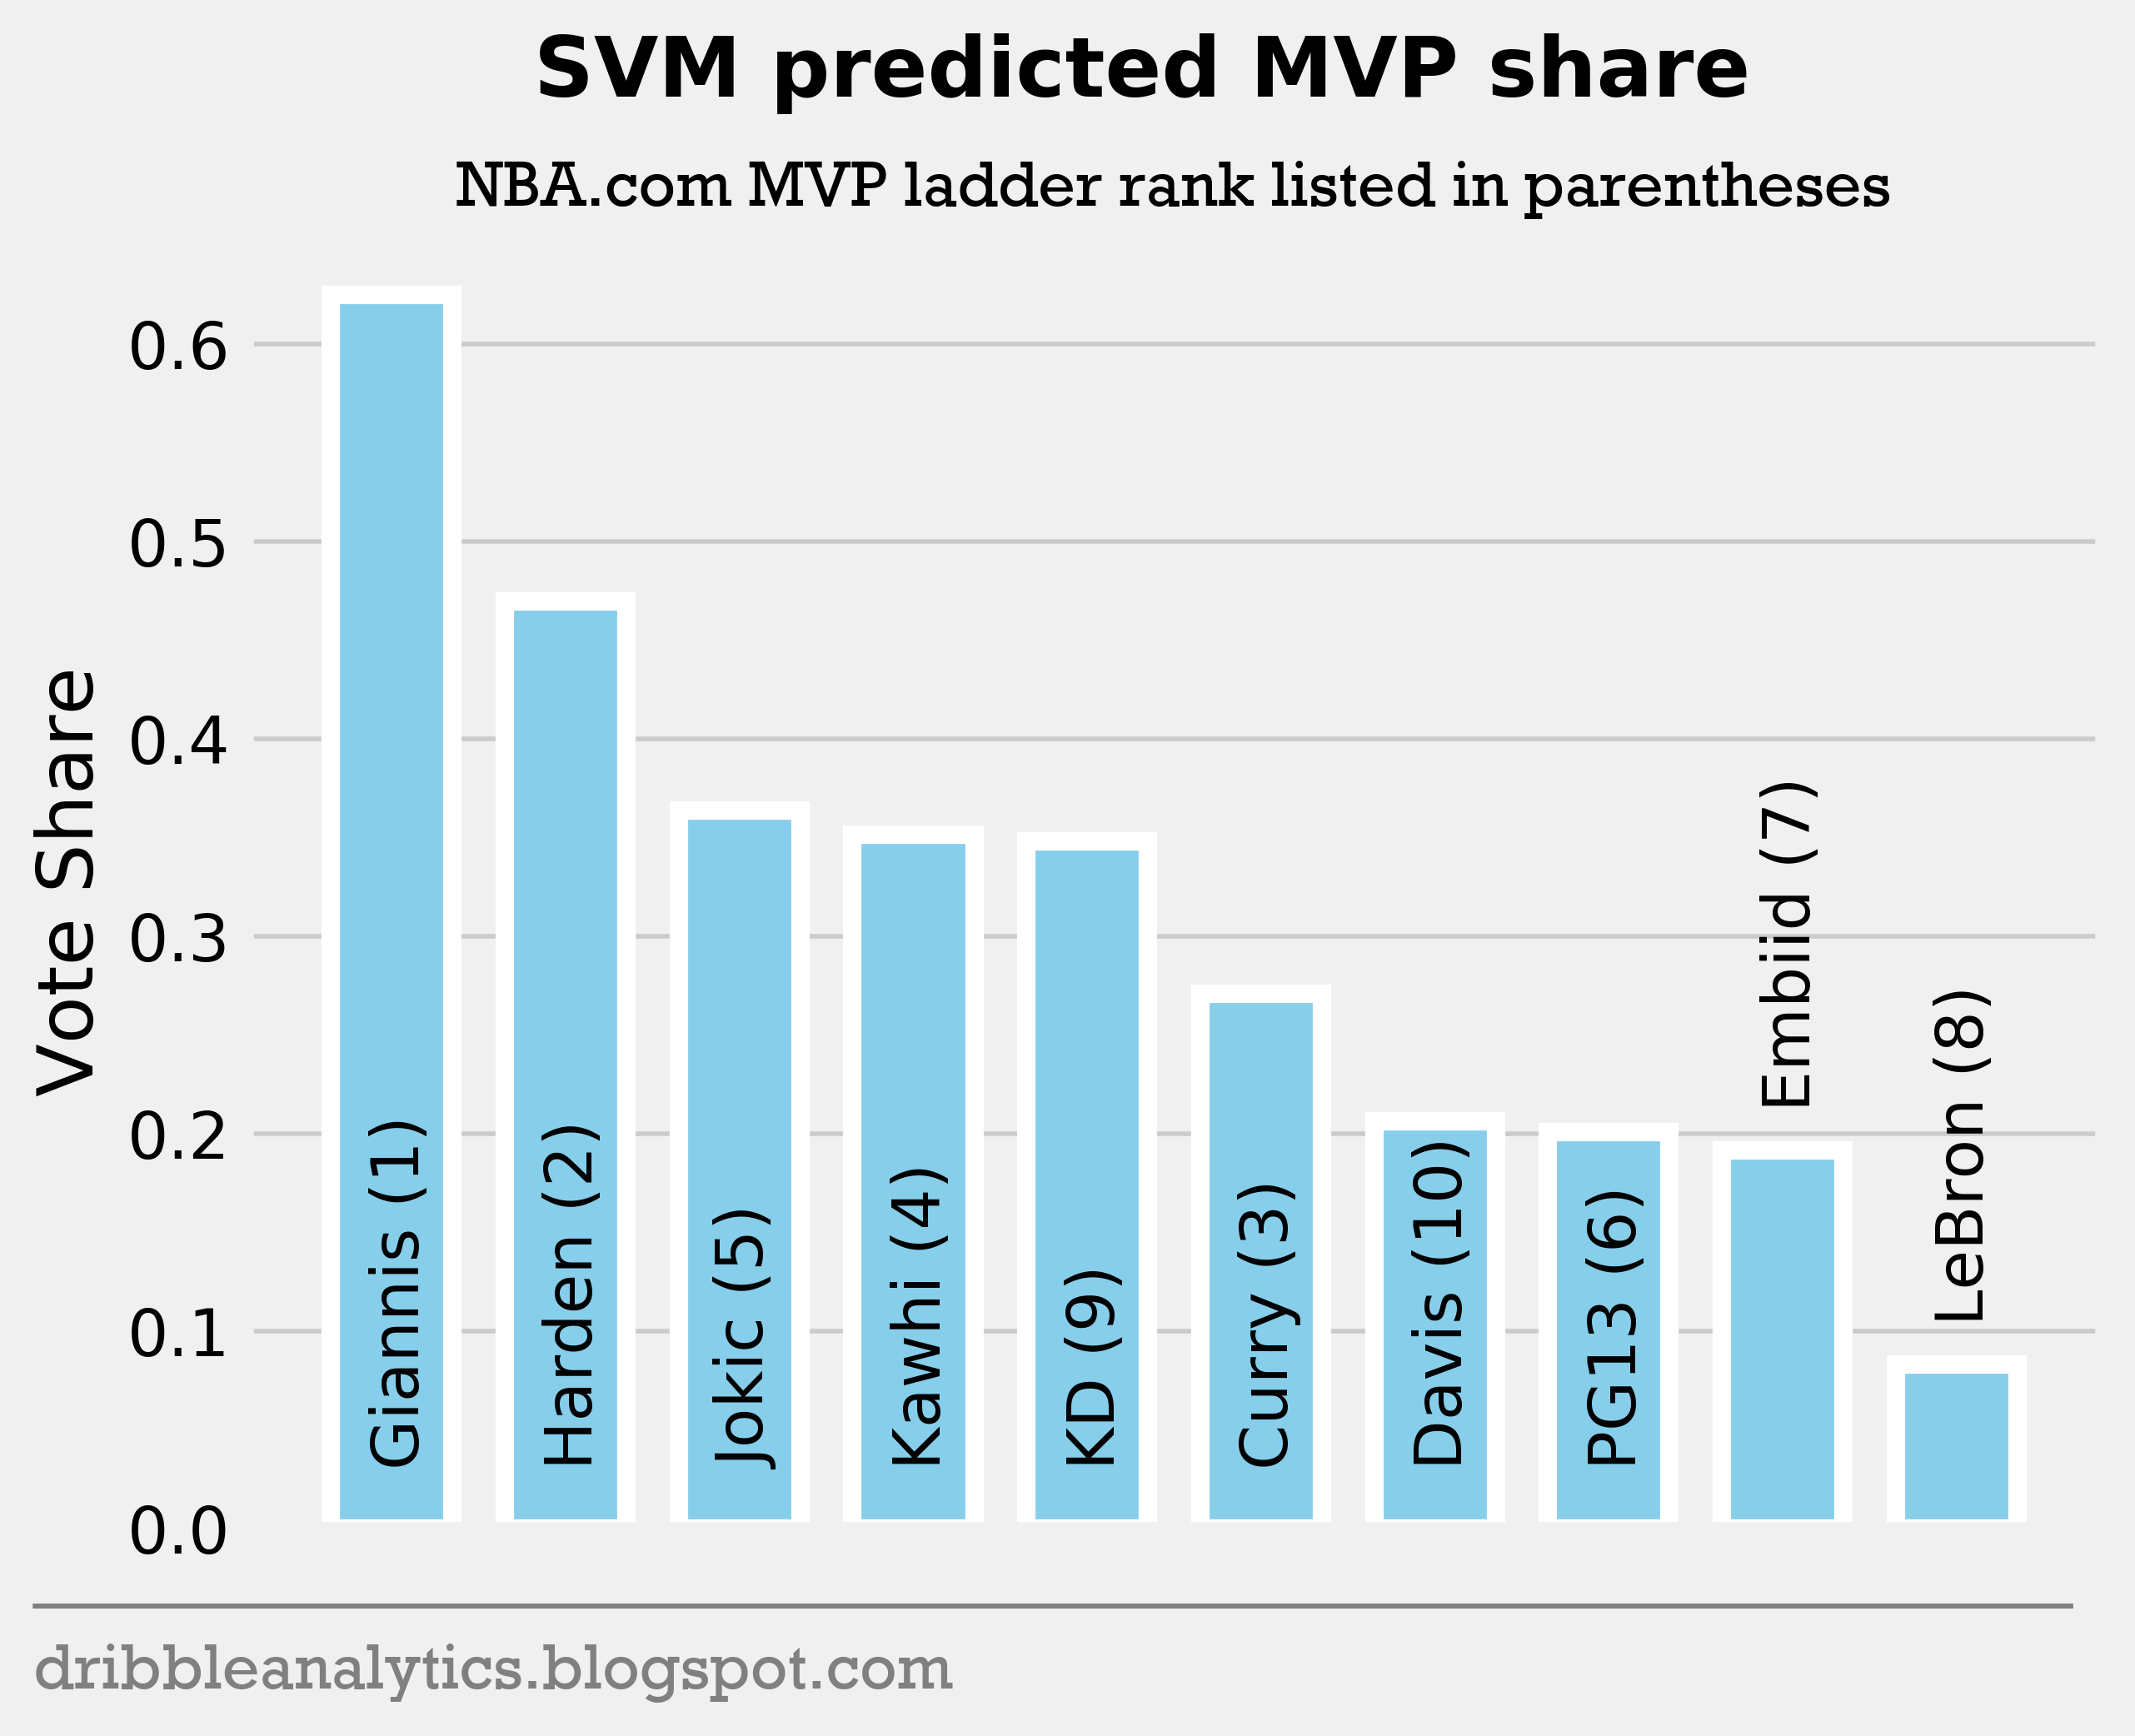 SVM predicted MVP share
NBA.com MVP ladder rank listed in parentheses
Vote Share
0.6
0.5
0.4
0.3
0.2
0.1
0.0
Giannis (1)
Harden (2)
Jokic (5)
Kawhi (4)
KD (9)
Curry (3)
Davis (10)
PG13 (6)
Embiid (7)
LeBron (8)
dribbleanalytics.blogspot.com